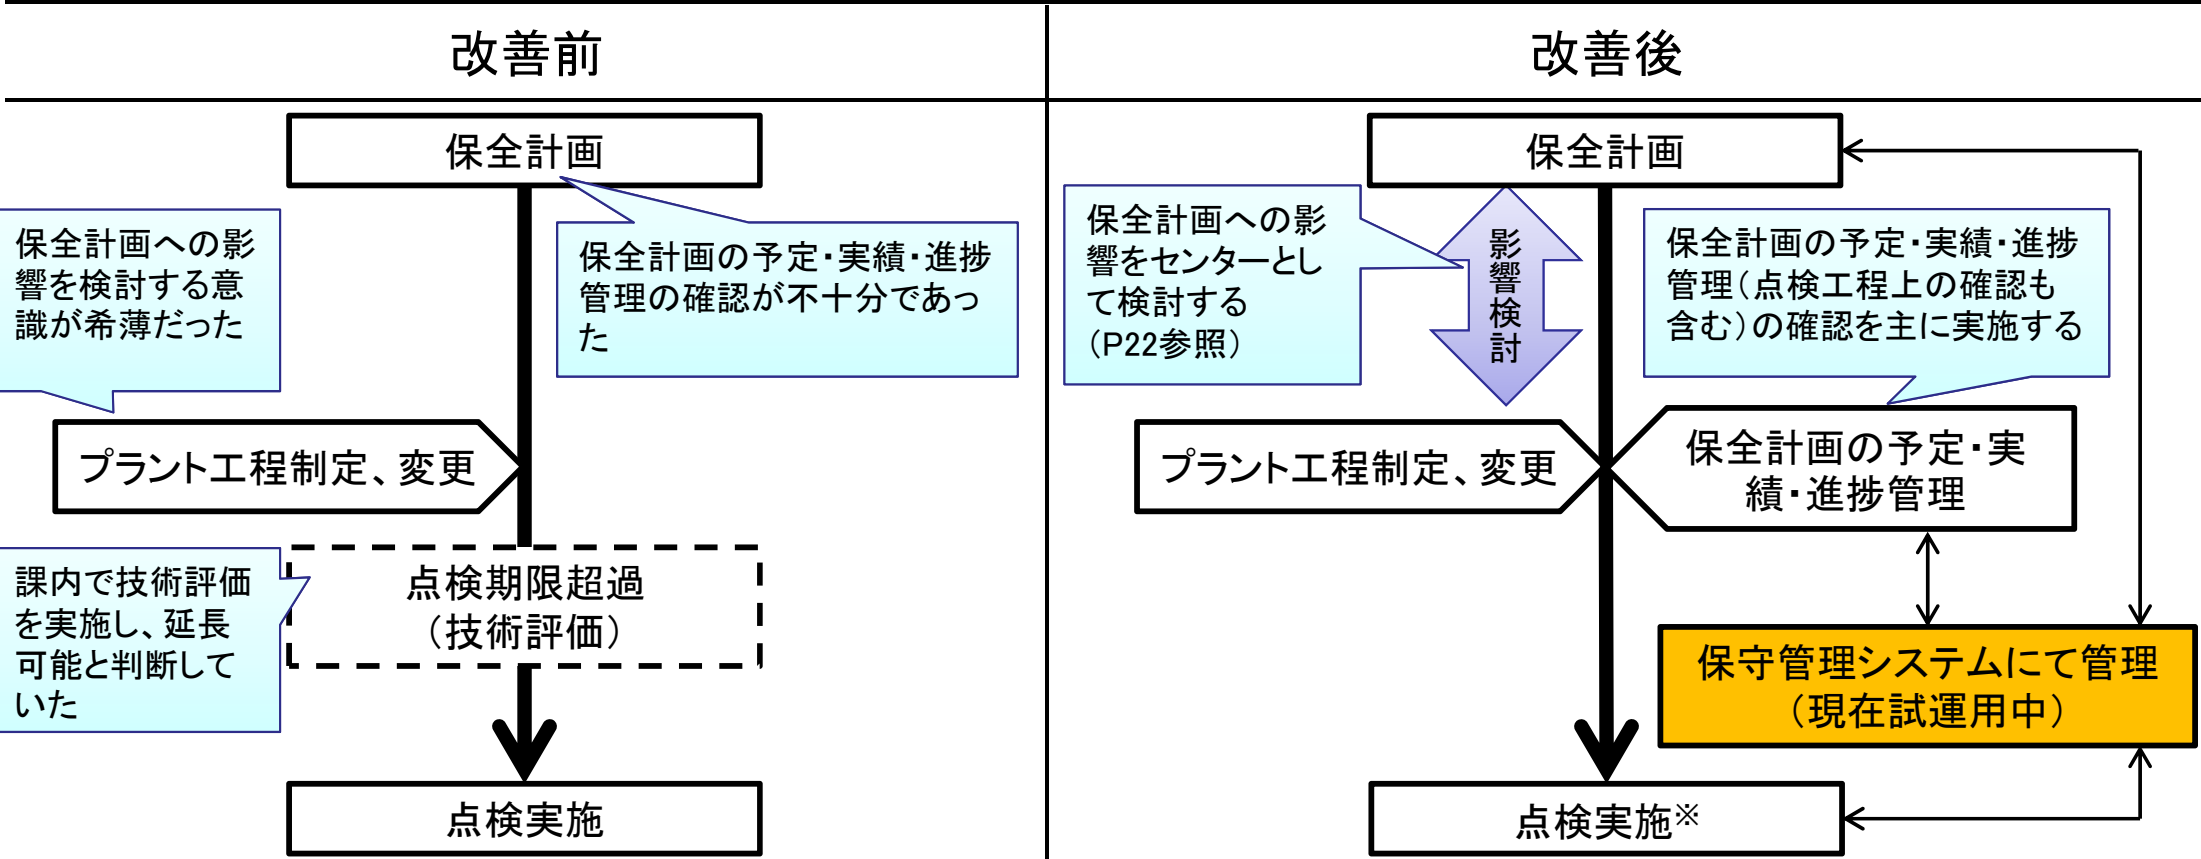 改善前
保全計画
保全計画への影
響を検討する意
識が希薄だった
保全計画の予定・実績・進捗
管理の確認が不十分であっ
た
プラント工程制定、変更
課内で技術評価
を実施し、延長
可能と判断して
いた
点検期限超過
（技術評価）
点検実施
改善後
保全計画
保全計画への影
響をセンターとし
て検討する
（P22参照）
影響検討
保全計画の予定・実績・進捗
管理（点検工程上の確認も
含む）の確認を主に実施する
プラント工程制定、変更
保全計画の予定・実
績・進捗管理
保守管理システムにて管理
（現在試運用中）
点検実施※